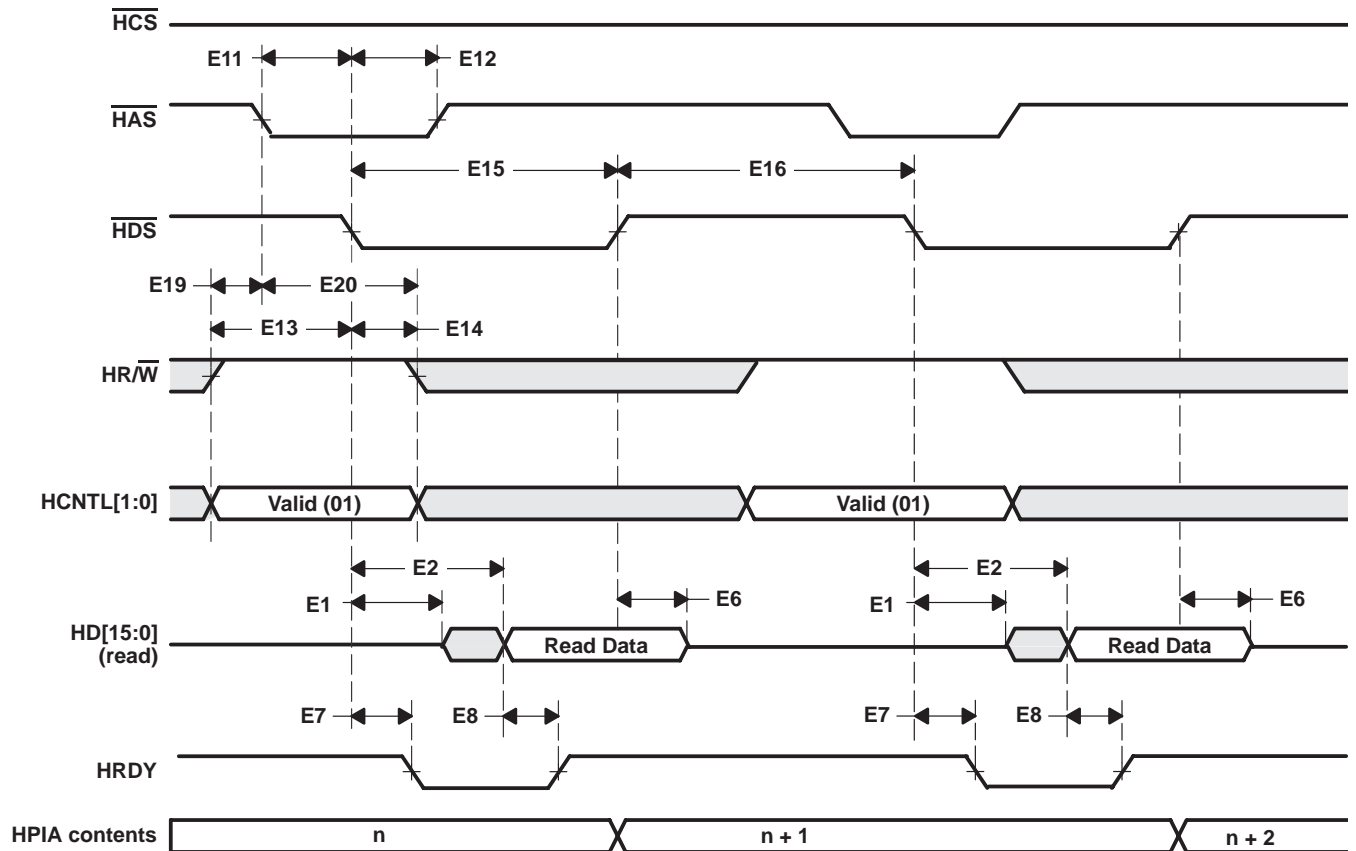 HCS
E11 E12
HAS
E15 E16
HDS
E19 E20
E13 E14
HR/W
HCNTL[1:0] Valid (01) Valid (01)
E2 E2
E1 E6 E1 E6
HD[15:0] Read Data Read Data
(read)
E7 E8 E7 E8
HRDY
HPIA contents n n + 1 n + 2